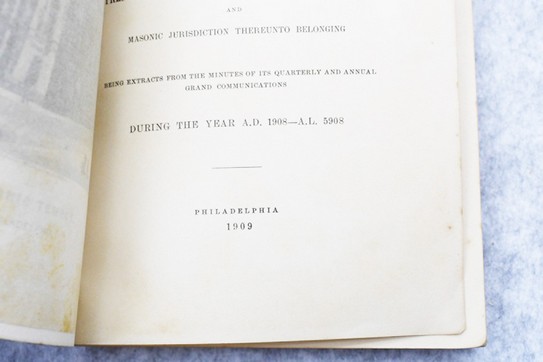 AND
MASONIC JURISDICTION THEREUNTO BELONGING
BEING EXTRACTS FROM THE MINUTES OF ITS QUARTERLY AND ANNUAL
GRAND COMMUNICATIONS
DURING THE YEAR A.D. 1908—A.L. 5908
PHILADELPHIA
1909